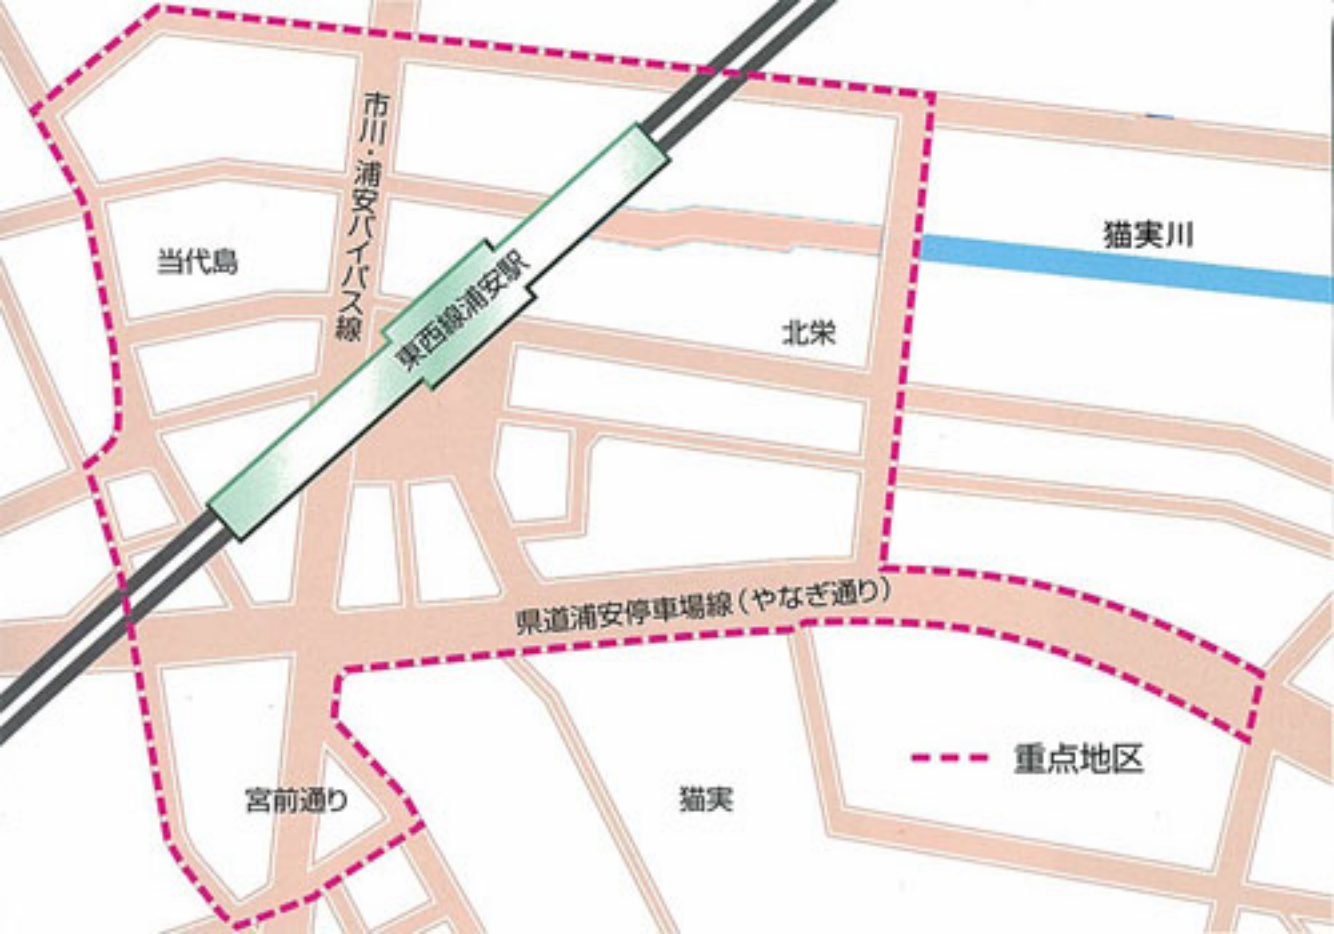 市川・浦安バイパス線
猫実川
当代島
東西線浦安駅
北栄
県道浦安停車場線（やなぎ通り）
重点地区
宮前通り
猫実